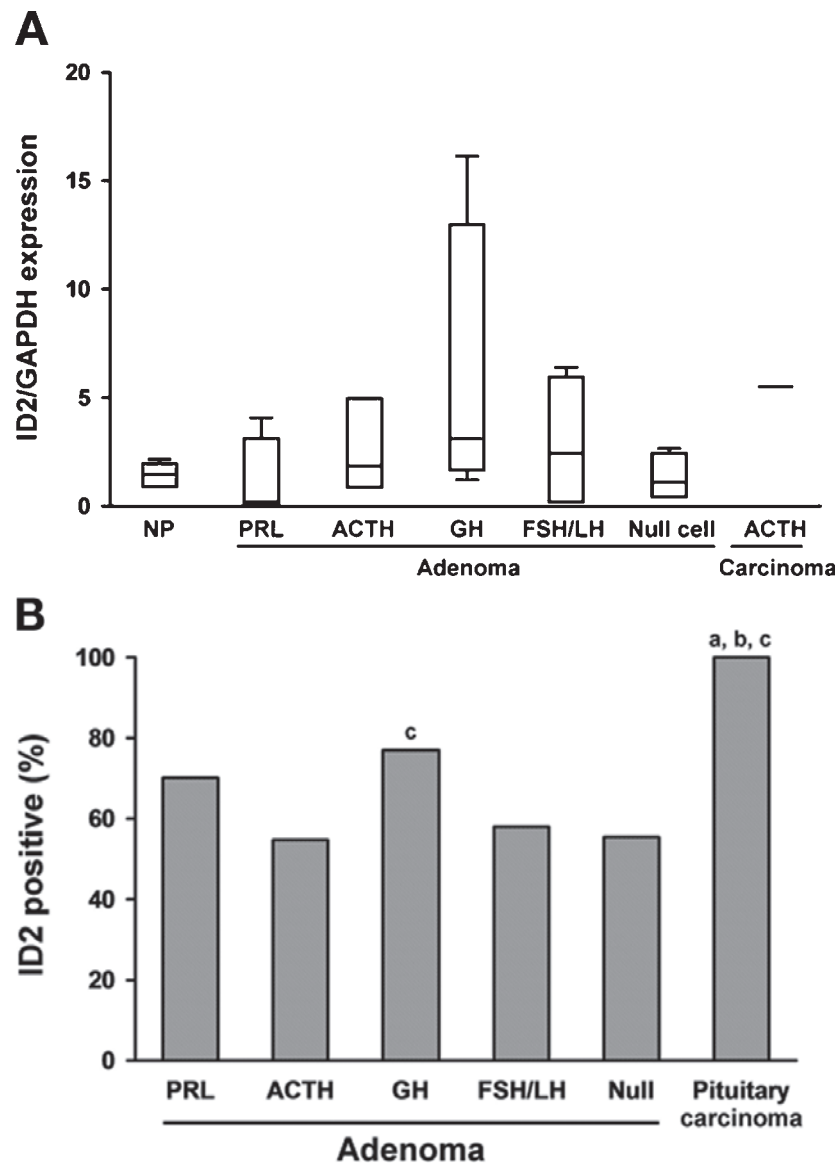 A
ID2/GAPDH expression
20
15
10
5
0
NP PRL ACTH GH FSH/LH Null cell ACTH
Adenoma Carcinoma
B
ID2 positive (%)
100
80
60
40
20
0
a, b, c
c
PRL ACTH GH FSH/LH Null Pituitary
carcinoma
Adenoma